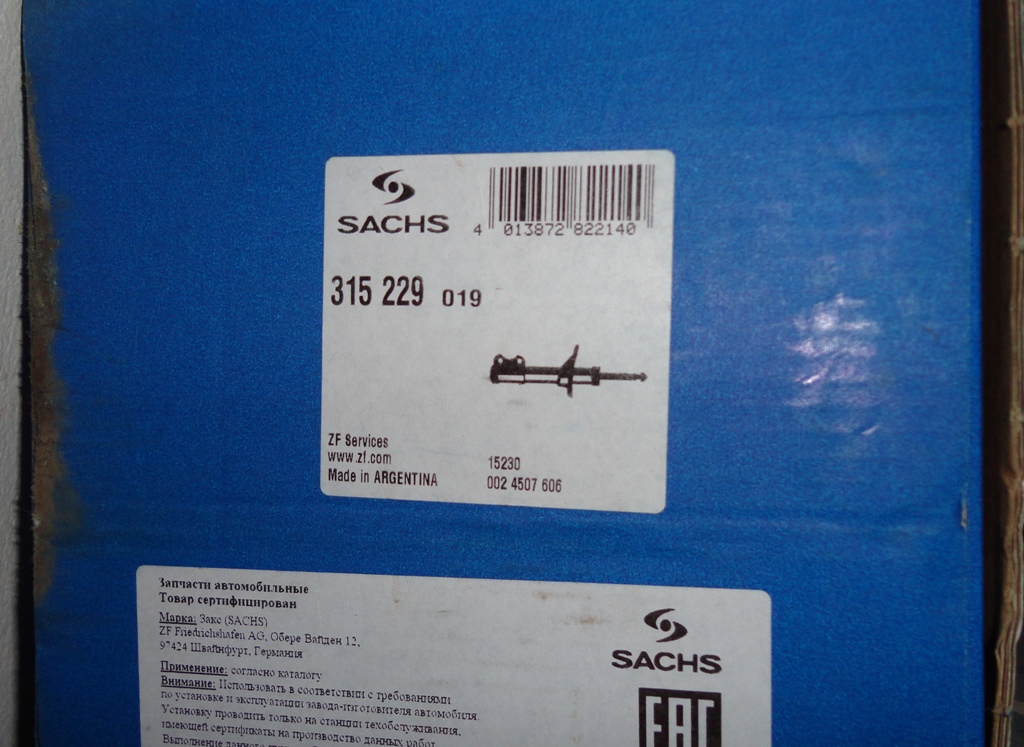 SACHS
4 013872 822140
315 229 019
ZF Services
www.zf.com
Made in ARGENTINA
15230
002 4507 606
Запчасти автомобильные
Товар сертифицирован
Марка: Закс (SACHS)
ZF Friedrichshafen AG, Обере Вайден 12,
97424 Швайнфурт, Германия
Применение: согласно каталогу
Внимание: Использовать в соответствии с требованиями
по установке и эксплуатации завода-изготовителя автомобиля.
Установку проводить только на станции техобслуживания,
имеющей сертификаты на производство данных работ.
Выполнение данного
SACHS
EAC